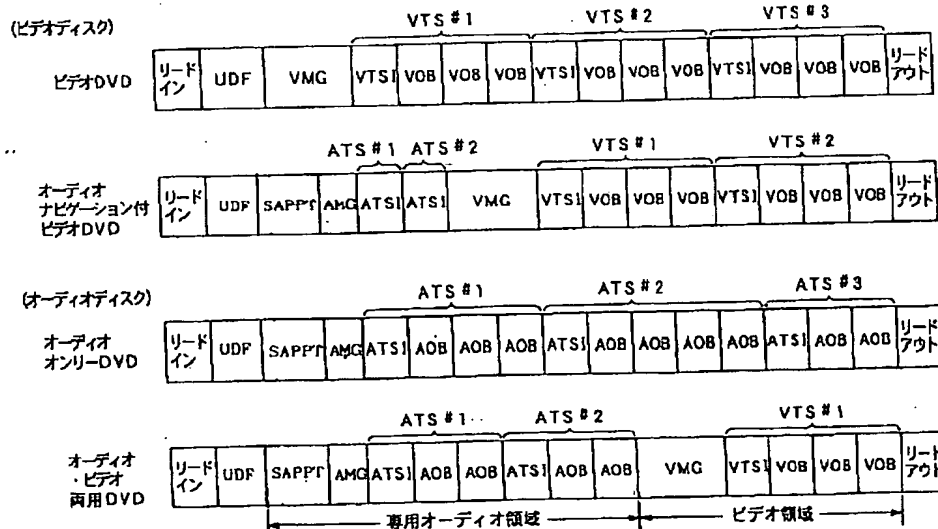 (ビデオディスク)
VTS #1 VTS #2 VTS #3
ビデオDVD
リードイン UDF VMG VTSI VOB VOB VOB VTSI VOB VOB VOB VTSI VOB VOB VOB リードアウト
ATS #1 ATS #2 VTS #1 VTS #2
オーディオ
ナビゲーション付
ビデオDVD
リードイン UDF SAPPT AMG ATSI ATSI VMG VTSI VOB VOB VOB VTSI VOB VOB VOB リードアウト
(オーディオディスク)
ATS #1 ATS #2 ATS #3
オーディオ
オンリーDVD
リードイン UDF SAPPT AMG ATSI AOB AOB AOB ATSI AOB AOB AOB AOB ATSI AOB AOB リードアウト
ATS #1 ATS #2 VTS #1
オーディオ
・ビデオ
両用DVD
リードイン UDF SAPPT AMG ATSI AOB AOB ATSI AOB AOB VMG VTSI VOB VOB VOB リードアウト
専用オーディオ領域 ビデオ領域